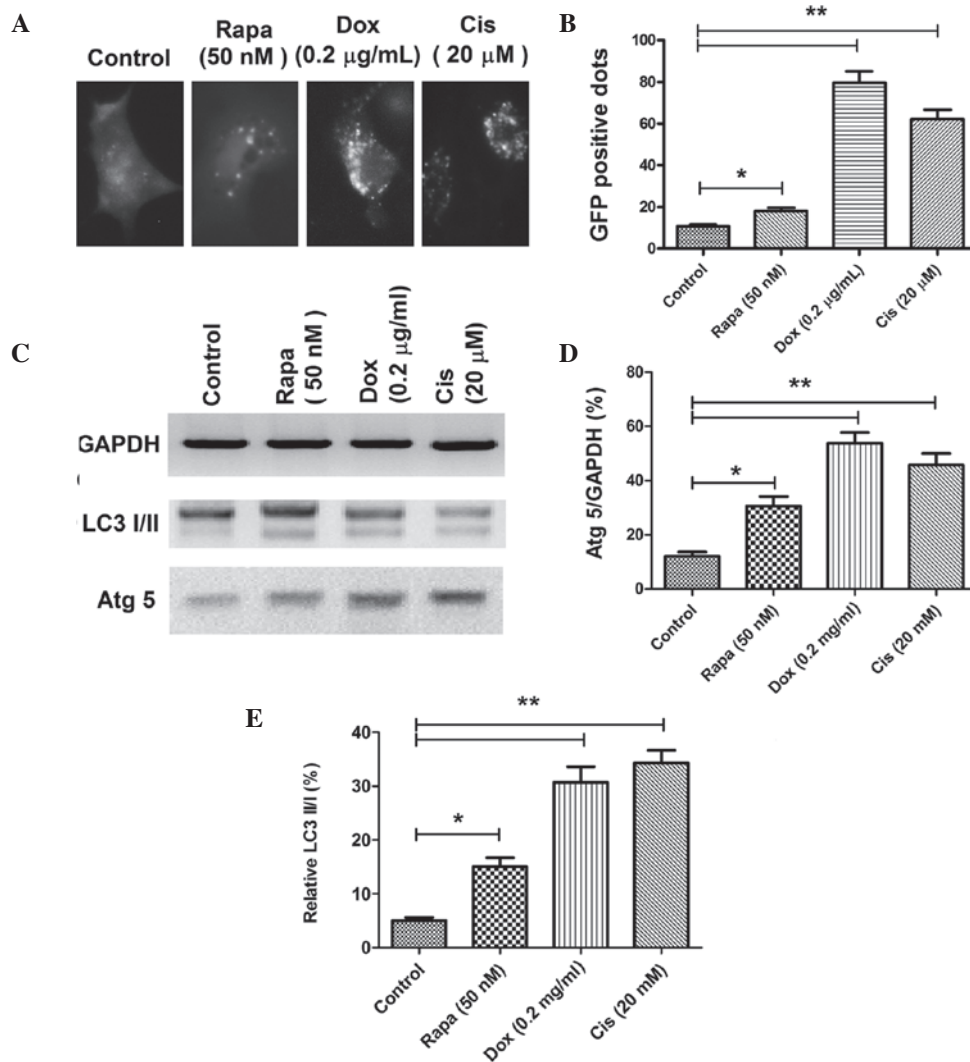 A
Control
Rapa
(50 nM)
Dox
(0.2 μg/mL)
Cis
( 20 μM )
B
GFP positive dots
100
80
60
40
20
0
*
**
Control
Rapa (50 nM)
Dox (0.2 μg/mL)
Cis (20 μM)
C
Control
Rapa
( 50 nM )
Dox
(0.2 μg/ml)
Cis
(20 μM)
GAPDH
LC3 I/II
Atg 5
D
Atg 5/GAPDH (%)
80
60
40
20
0
*
**
Control
Rapa (50 nM)
Dox (0.2 mg/ml)
Cis (20 mM)
E
Relative LC3 II/I (%)
40
30
20
10
0
*
**
Control
Rapa (50 nM)
Dox (0.2 mg/ml)
Cis (20 mM)